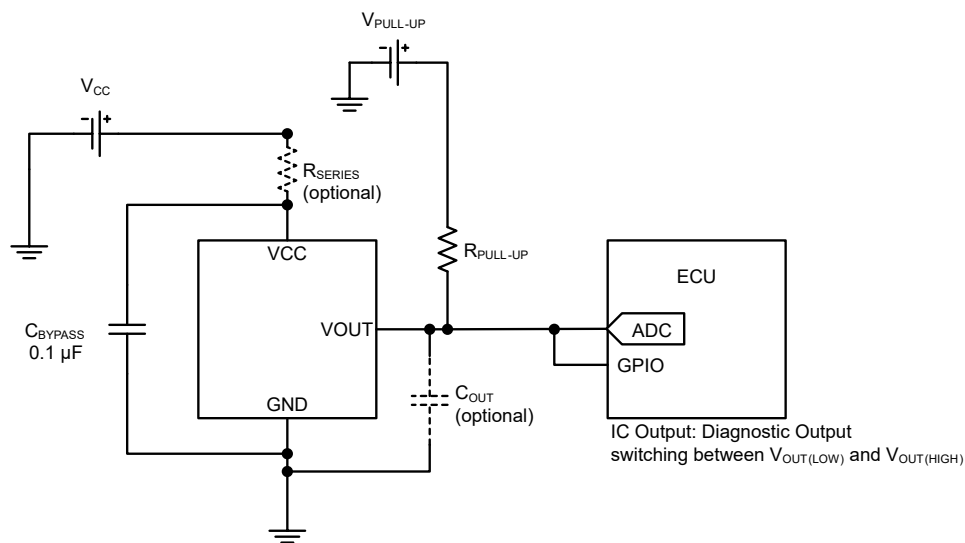 VPULL-UP
- +
VCC
- +
RSERIES
(optional)
VCC
RPULL-UP
ECU
CBYPASS
0.1 µF
VOUT
ADC
GPIO
GND
COUT
(optional)
IC Output: Diagnostic Output
switching between VOUT(LOW) and VOUT(HIGH)